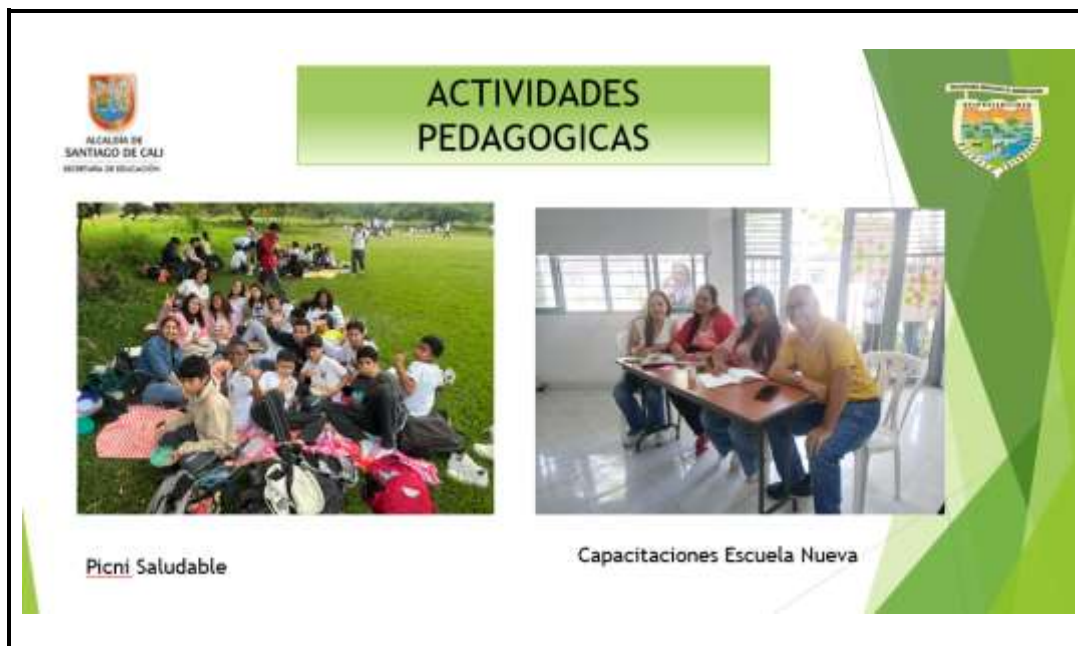 ACTIVIDADES
PEDAGOGICAS
ALCALDÍA DE
SANTIAGO DE CALI
SECRETARÍA DE EDUCACIÓN
Picni Saludable
Capacitaciones Escuela Nueva